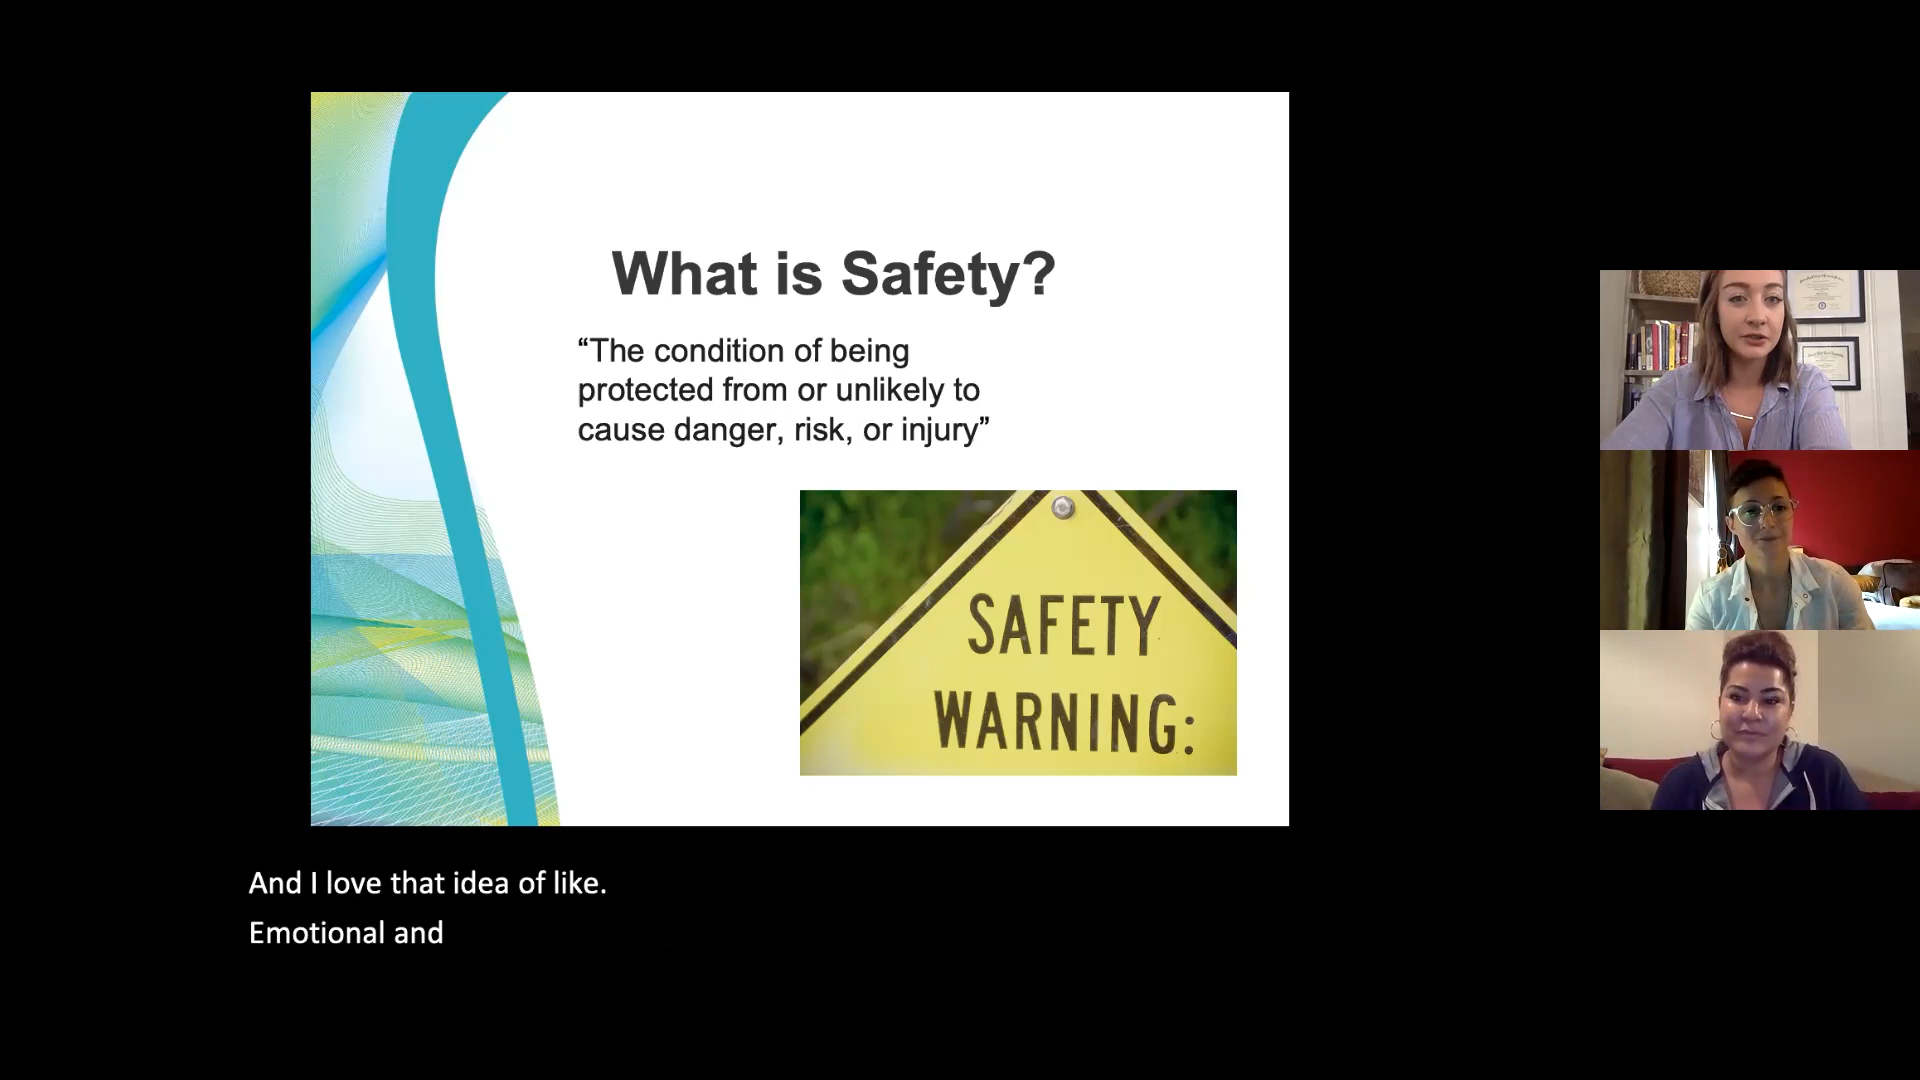 What is Safety?
“The condition of being
protected from or unlikely to
cause danger, risk, or injury”
SAFETY
WARNING:
And I love that idea of like.
Emotional and